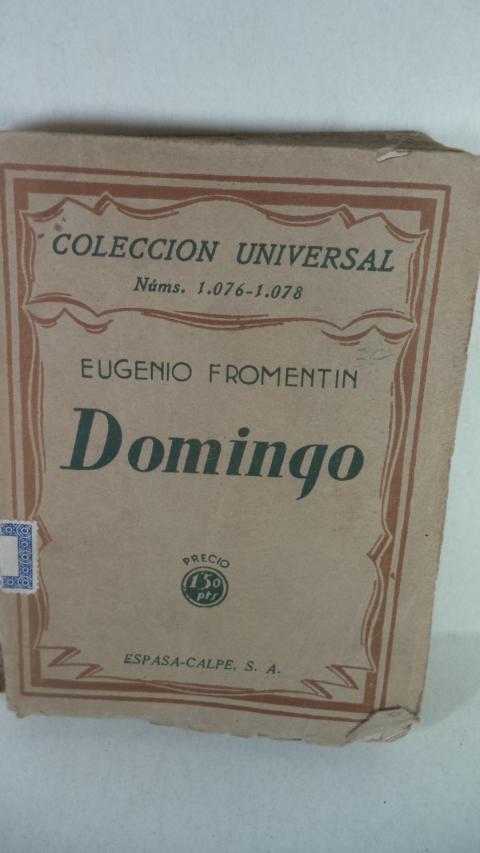 COLECCION UNIVERSAL
Núms. 1.076-1.078
EUGENIO FROMENTIN
Domingo
PRECIO
1'50
pts
ESPASA-CALPE, S. A.